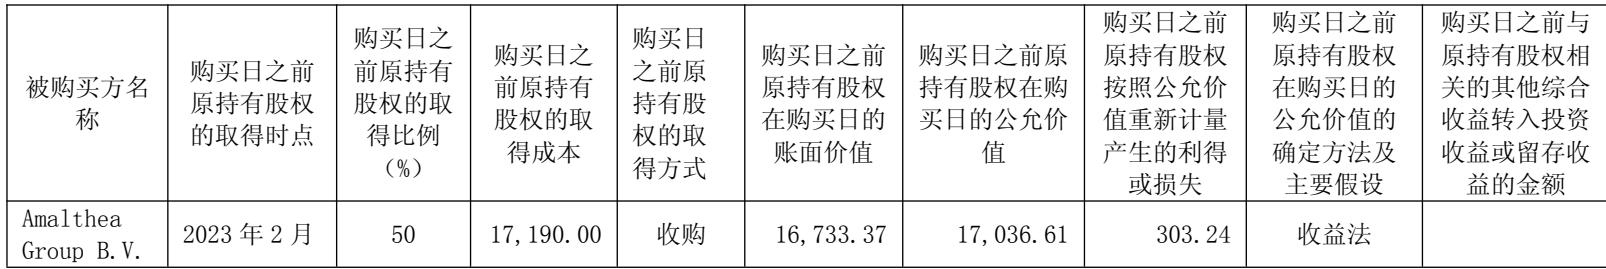 被购买方名
称
购买日之前
原持有股权
的取得时点
购买日之
前原持有
股权的取
得比例
（%）
购买日之
前原持有
股权的取
得成本
购买日
之前原
持有股
权的取
得方式
购买日之前
原持有股权
在购买日的
账面价值
购买日之前原
持有股权在购
买日的公允价
值
购买日之前
原持有股权
按照公允价
值重新计量
产生的利得
或损失
购买日之前
原持有股权
在购买日的
公允价值的
确定方法及
主要假设
购买日之前与
原持有股权相
关的其他综合
收益转入投资
收益或留存收
益的金额
Amalthea
Group B.V.
2023 年 2 月
50
17,190.00
收购
16,733.37
17,036.61
303.24
收益法